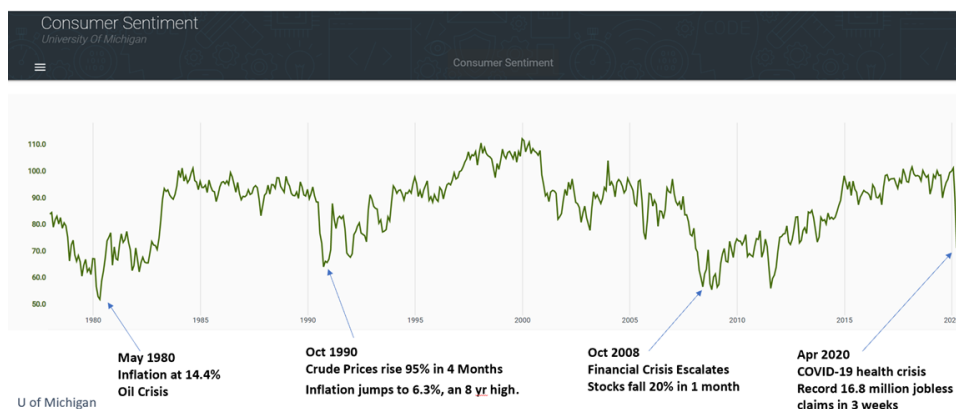 Consumer Sentiment
University Of Michigan
Consumer Sentiment
110.0
100.0
90.0
80.0
70.0
60.0
50.0
1980
1985
1990
1995
2000
2005
2010
2015
202
May 1980
Inflation at 14.4%
Oil Crisis
Oct 1990
Crude Prices rise 95% in 4 Months
Inflation jumps to 6.3%, an 8 yr high.
Oct 2008
Financial Crisis Escalates
Stocks fall 20% in 1 month
Apr 2020
COVID-19 health crisis
Record 16.8 million jobless
claims in 3 weeks
U of Michigan